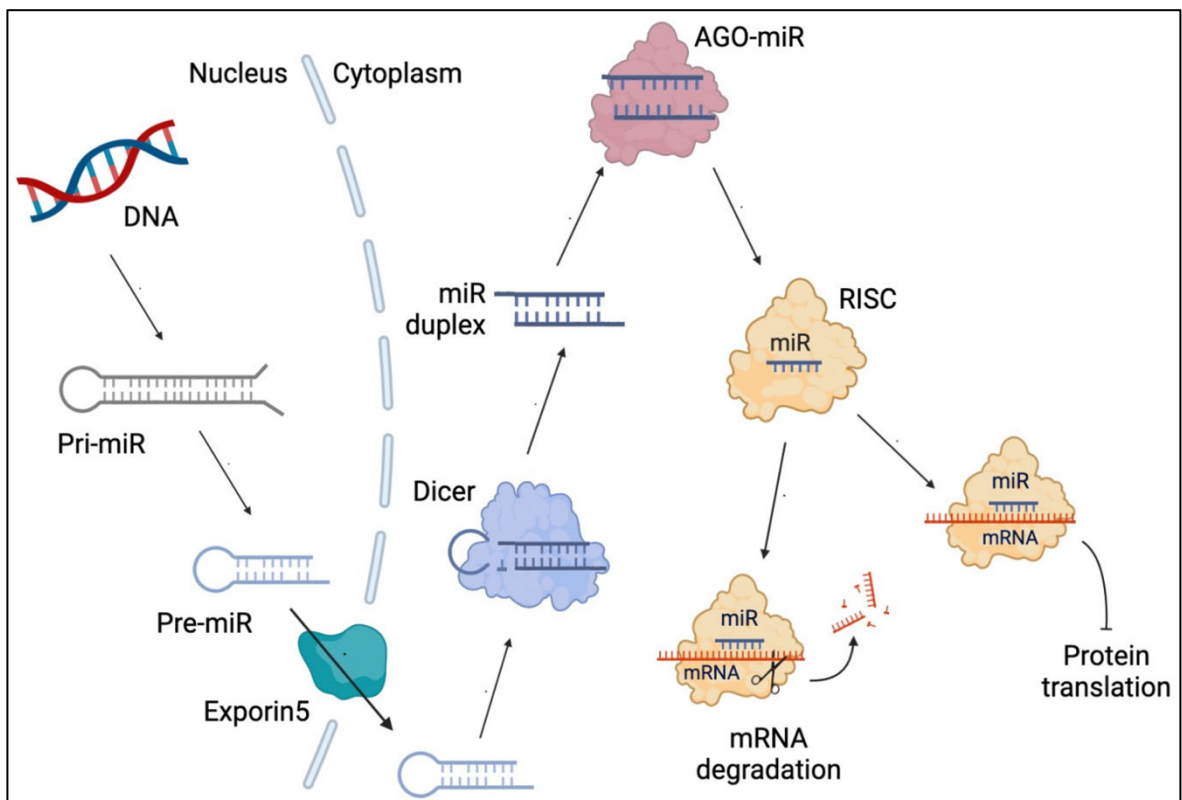 Nucleus
Cytoplasm
AGO-miR
DNA
miR
duplex
RISC
miR
Pri-miR
Dicer
miR
mRNA
Pre-miR
miR
mRNA
Exporin5
Protein
translation
mRNA
degradation